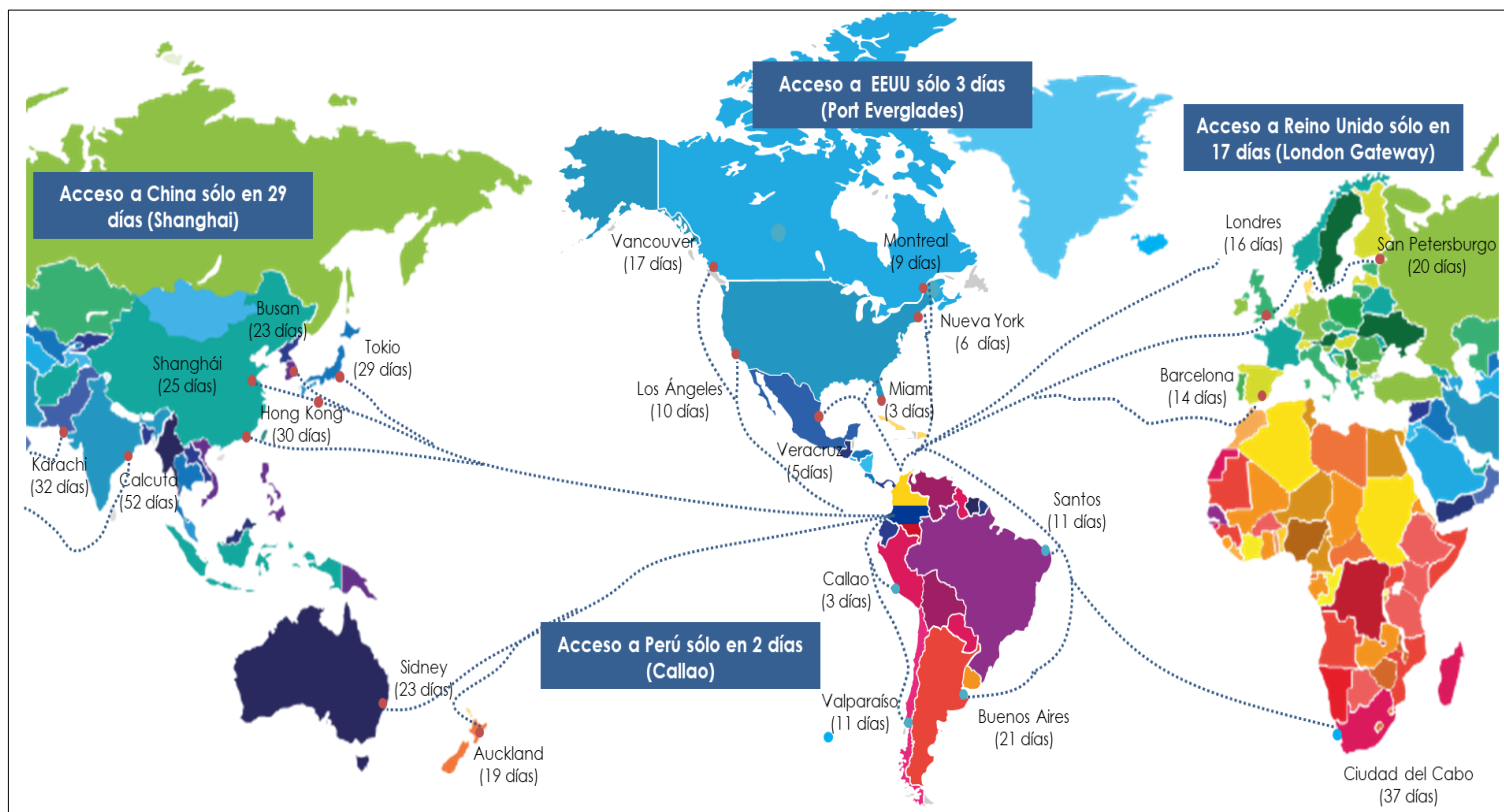 Acceso a  EEUU sólo 3 días
(Port Everglades)
Acceso a Reino Unido sólo en
17 días (London Gateway)
Acceso a China sólo en 29
días (Shanghai)
Vancouver
(17 días)
Montreal
(9 días)
Londres
(16 días)
San Petersburgo
(20 días)
Busan
(23 días)
Tokio
(29 días)
Nueva York
(6  días)
Shanghái
(25 días)
Los Ángeles
(10 días)
Miami
(3 días)
Barcelona
(14 días)
Hong Kong
(30 días)
Veracruz
(5días)
Karachi
(32 días)
Calcuta
(52 días)
Santos
(11 días)
Callao
(3 días)
Acceso a Perú sólo en 2 días
(Callao)
Sidney
(23 días)
Valparaíso
(11 días)
Buenos Aires
(21 días)
Auckland
(19 días)
Ciudad del Cabo
(37 días)